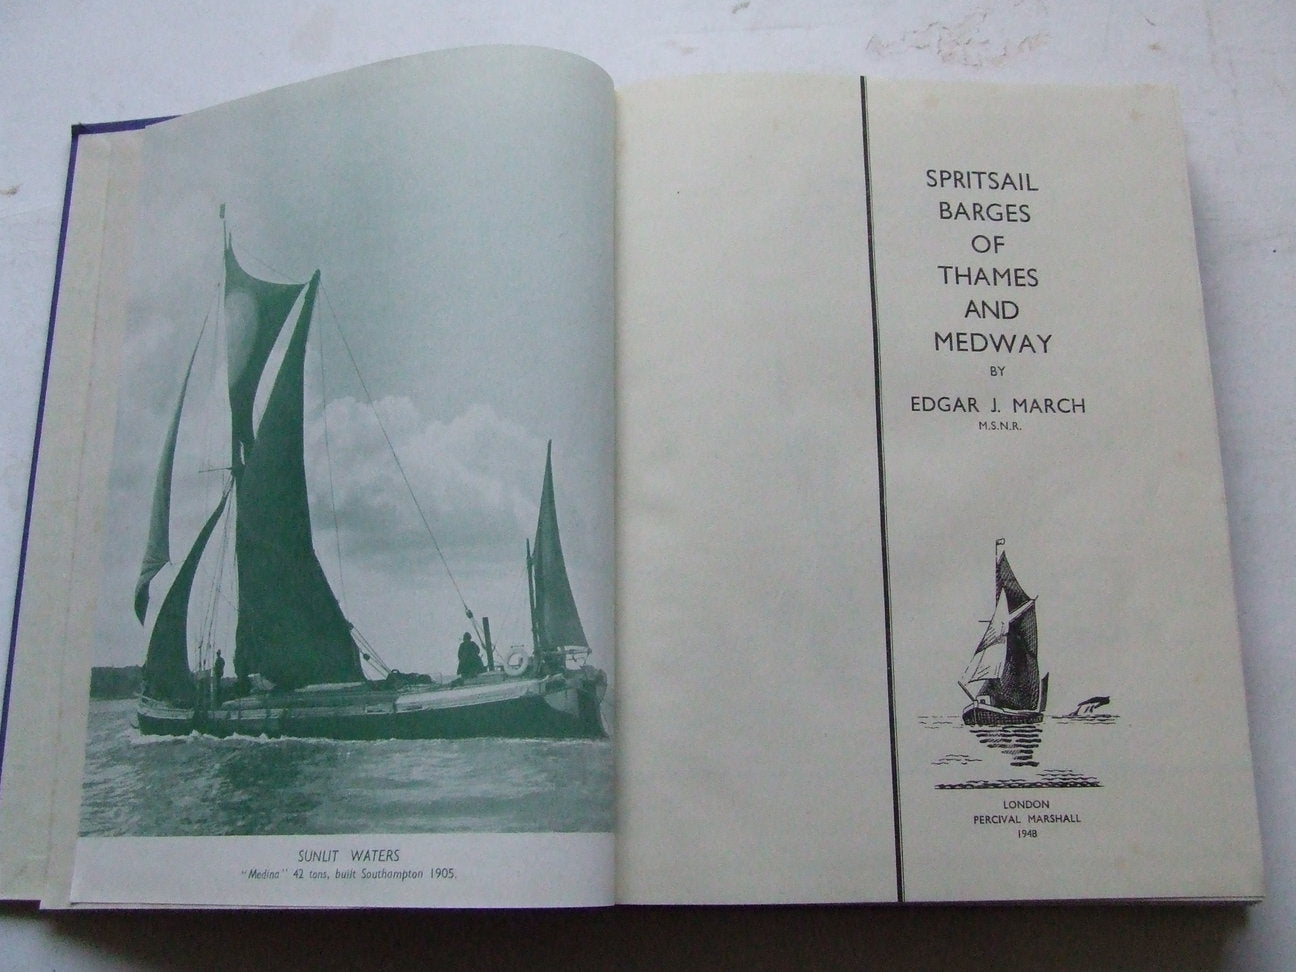 SUNLIT WATERS
"Medina" 42 tons, built Southampton 1905.
SPRITSAIL
BARGES
OF
THAMES
AND
MEDWAY
BY
EDGAR J. MARCH
M.S.N.R.
LONDON
PERCIVAL MARSHALL
1948